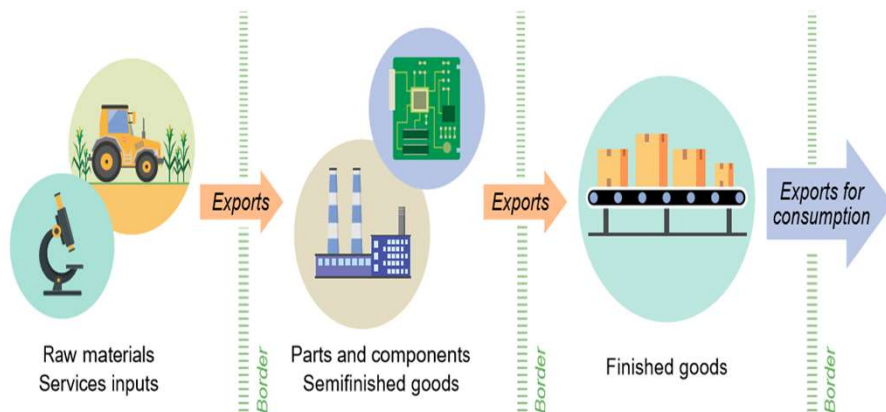 Exports
Exports
Exports for
consumption
Raw materials
Services inputs
Border
Parts and components
Semifinished goods
Border
Finished goods
Border